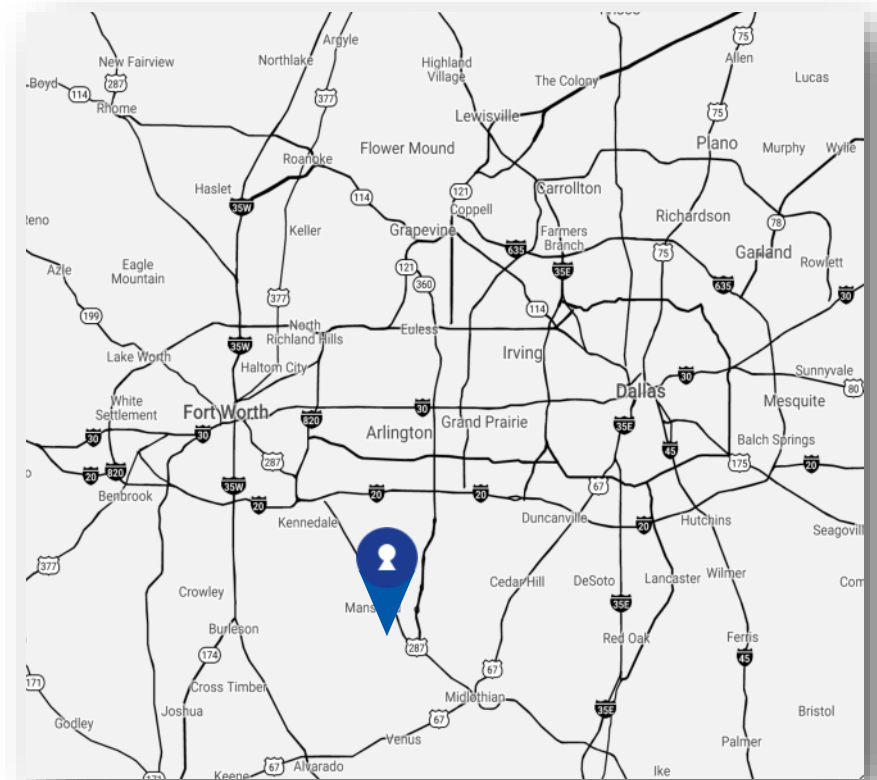 75
Argyle
New Fairview
Northlake
Highland
Village
Allen
287
The Colony
Lucas
Boyd
114
377
Rhome
75
Lewisville
Flower Mound
Plano
Murphy
Wylie
Roanoke
Haslet
114
121
Carrollton
35W
Coppell
Richardson
78
Keller
Grapevine
Farmers
Branch
635
75
Garland
Azle
Eagle
Mountain
121
35E
Rowlett
360
635
377
30
199
114
North
Richland Hills
Euless
35W
Lake Worth
Irving
Haltom City
30
Sunnyvale
80
Dallas
White
Settlement
Fort Worth
30
Mesquite
820
Grand Prairie
35E
30
30
Arlington
Balch Springs
45
287
175
20
20
820
67
Benbrook
35W
20
20
20
Kennedale
Duncanville
20
Hutchins
377
Cedar Hill
DeSoto
Lancaster
Wilmer
Crowley
35E
Burleson
Red Oak
Ferris
287
174
45
67
Cross Timber
171
Midlothian
Joshua
35E
Bristol
Godley
67
Venus
Palmer
67
Alvarado
Ike
Keene
171